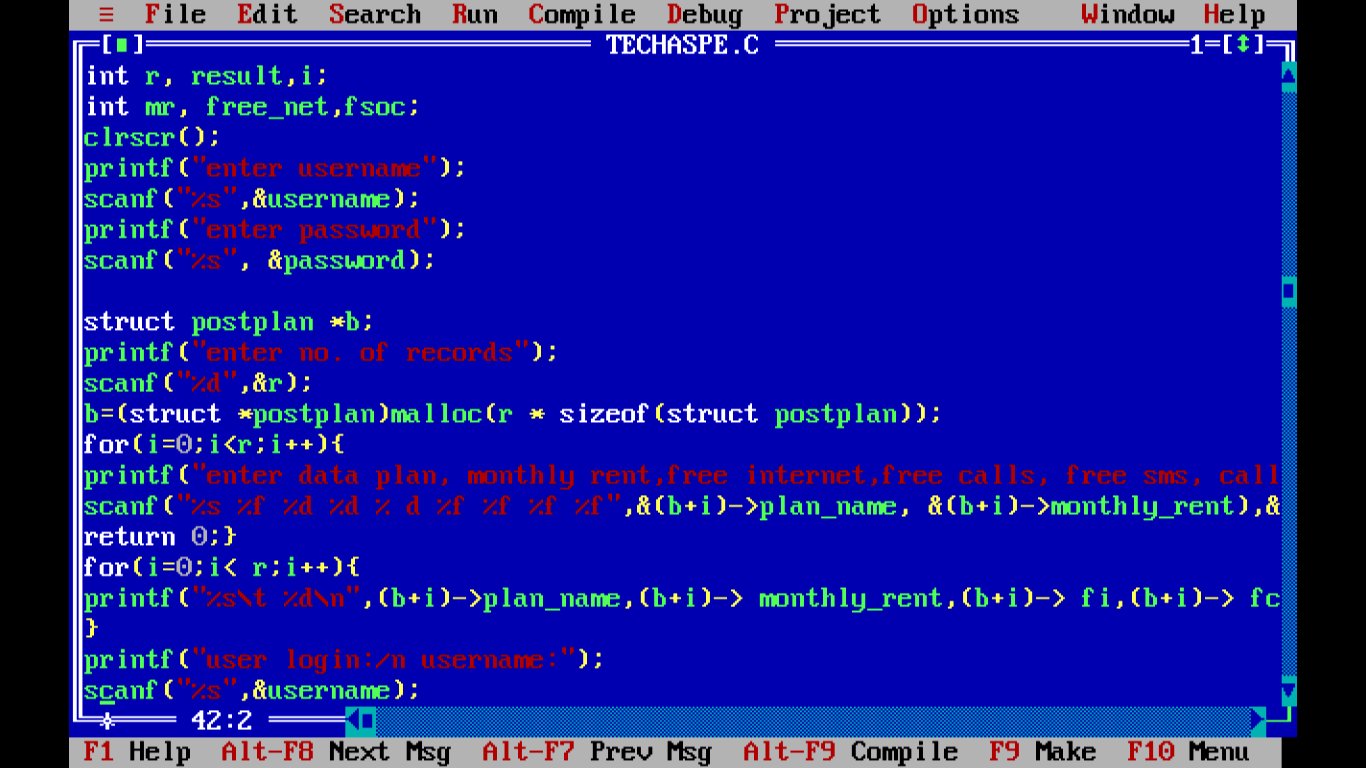 ≡ File Edit Search Run Compile Debug Project Options Window Help
[■] TECHASPE.C 1=[↕]
int r, result,i;
int mr, free_net,fsoc;
clrscr();
printf("enter username");
scanf("%s",&username);
printf("enter password");
scanf("%s", &password);
struct postplan *b;
printf("enter no. of records");
scanf("%d",&r);
b=(struct *postplan)malloc(r * sizeof(struct postplan));
for(i=0;i<r;i++){
printf("enter data plan, monthly rent,free internet,free calls, free sms, call
scanf("%s %f %d %d % d %f %f %f %f",&(b+i)->plan_name, &(b+i)->monthly_rent),&
return 0;}
for(i=0;i< r;i++){
printf("%s\t %d\n",(b+i)->plan_name,(b+i)-> monthly_rent,(b+i)-> fi,(b+i)-> fc
}
printf("user login:/n username:");
scanf("%s",&username);
42:2
F1 Help Alt-F8 Next Msg Alt-F7 Prev Msg Alt-F9 Compile F9 Make F10 Menu